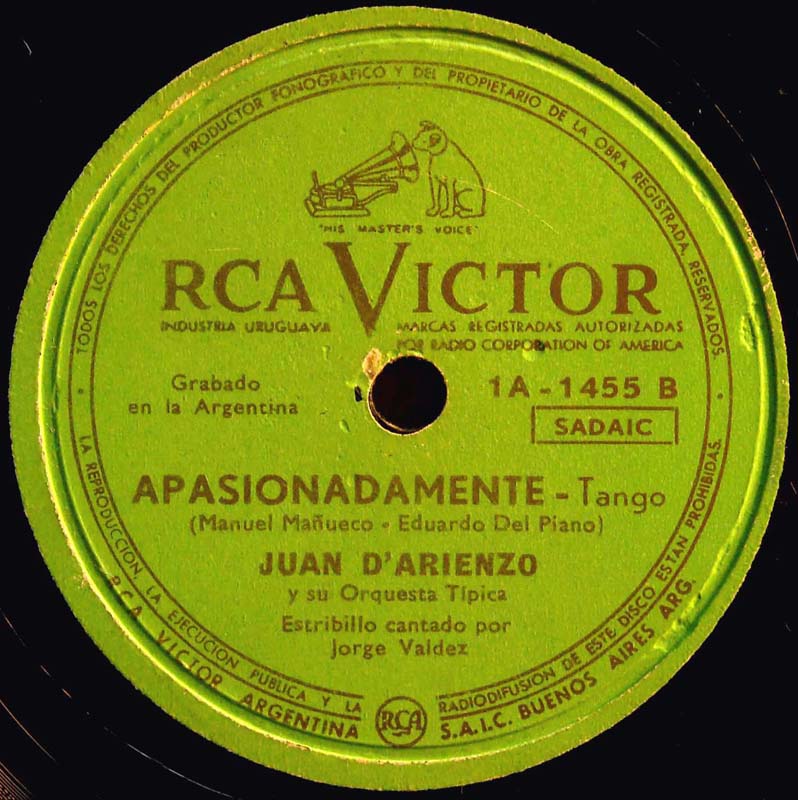 TODOS LOS DERECHOS DEL PRODUCTOR FONOGRAFICO Y DEL PROPIETARIO DE LA OBRA REGISTRADA, RESERVADOS.
"HIS MASTER'S VOICE"
RCA VICTOR
INDUSTRIA URUGUAYA
MARCAS REGISTRADAS AUTORIZADAS
POR RADIO CORPORATION OF AMERICA
Grabado
en la Argentina
1A-1455 B
SADAIC
APASIONADAMENTE - Tango
(Manuel Mañueco - Eduardo Del Piano)
JUAN D'ARIENZO
y su Orquesta Típica
Estribillo cantado por
Jorge Valdez
LA REPRODUCCION, LA EJECUCION PUBLICA Y LA RADIODIFUSION DE ESTE DISCO ESTAN PROHIBIDAS.
RCA VICTOR ARGENTINA S.A.I.C. BUENOS AIRES ARG.
RCA